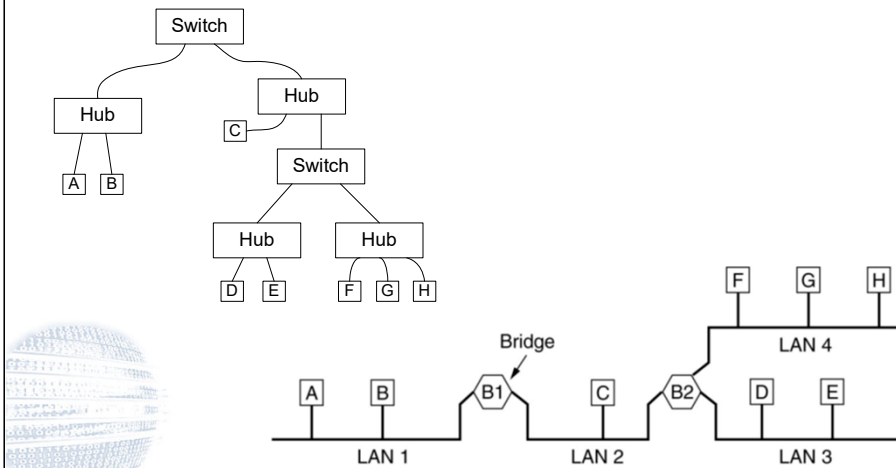 Switch
Hub
Hub
C
A
B
Switch
Hub
Hub
D
E
F
G
H
F
G
H
LAN 4
Bridge
A
B
B1
C
B2
D
E
LAN 1
LAN 2
LAN 3